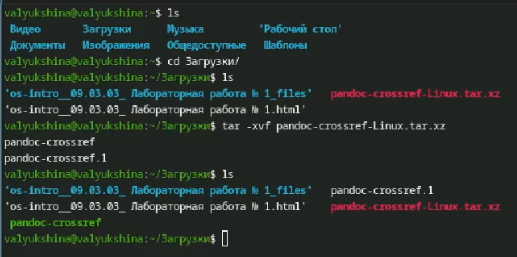 valyukshina@valyukshina:~$ ls
Видео Загрузки Музыка 'Рабочий стол'
Документы Изображения Общедоступные Шаблоны
valyukshina@valyukshina:~$ cd Загрузки/
valyukshina@valyukshina:~/Загрузки$ ls
'os-intro__09.03.03_ Лабораторная работа № 1_files' pandoc-crossref-Linux.tar.xz
'os-intro__09.03.03_ Лабораторная работа № 1.html'
valyukshina@valyukshina:~/Загрузки$ tar -xvf pandoc-crossref-Linux.tar.xz
pandoc-crossref
pandoc-crossref.1
valyukshina@valyukshina:~/Загрузки$ ls
'os-intro__09.03.03_ Лабораторная работа № 1_files' pandoc-crossref.1
'os-intro__09.03.03_ Лабораторная работа № 1.html' pandoc-crossref-Linux.tar.xz
pandoc-crossref
valyukshina@valyukshina:~/Загрузки$